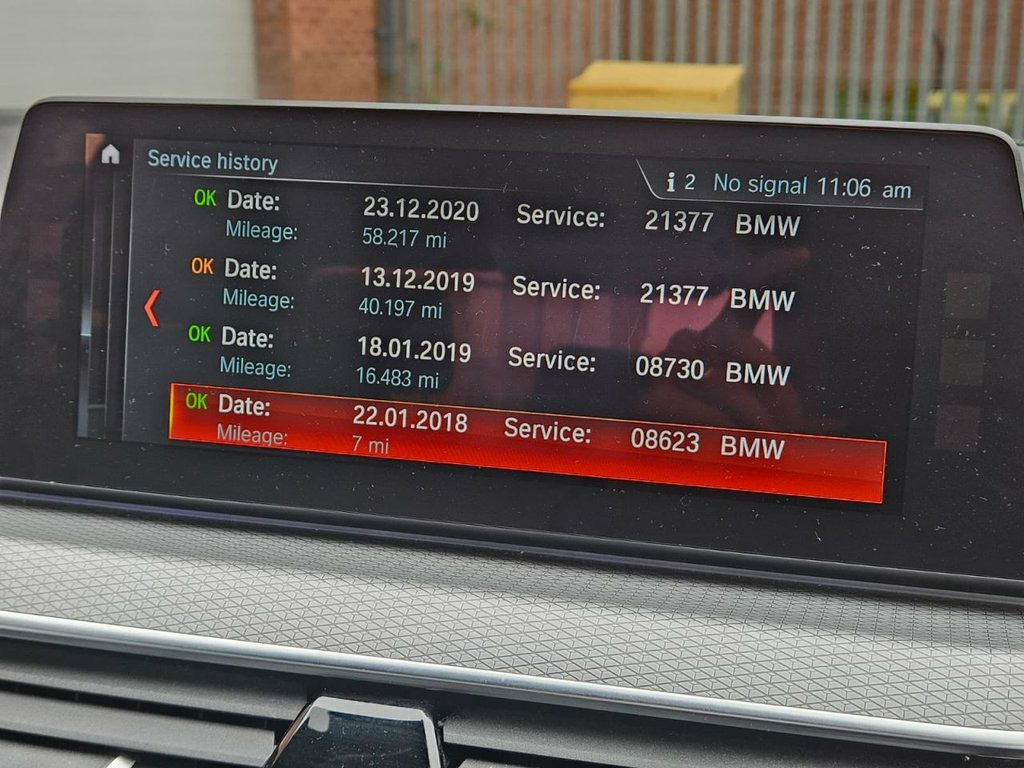 Service history
i 2 No signal 11:06 am
OK Date: 23.12.2020 Service: 21377 BMW
Mileage: 58.217 mi
OK Date: 13.12.2019 Service: 21377 BMW
Mileage: 40.197 mi
OK Date: 18.01.2019 Service: 08730 BMW
Mileage: 16.483 mi
OK Date: 22.01.2018 Service: 08623 BMW
Mileage: 7 mi